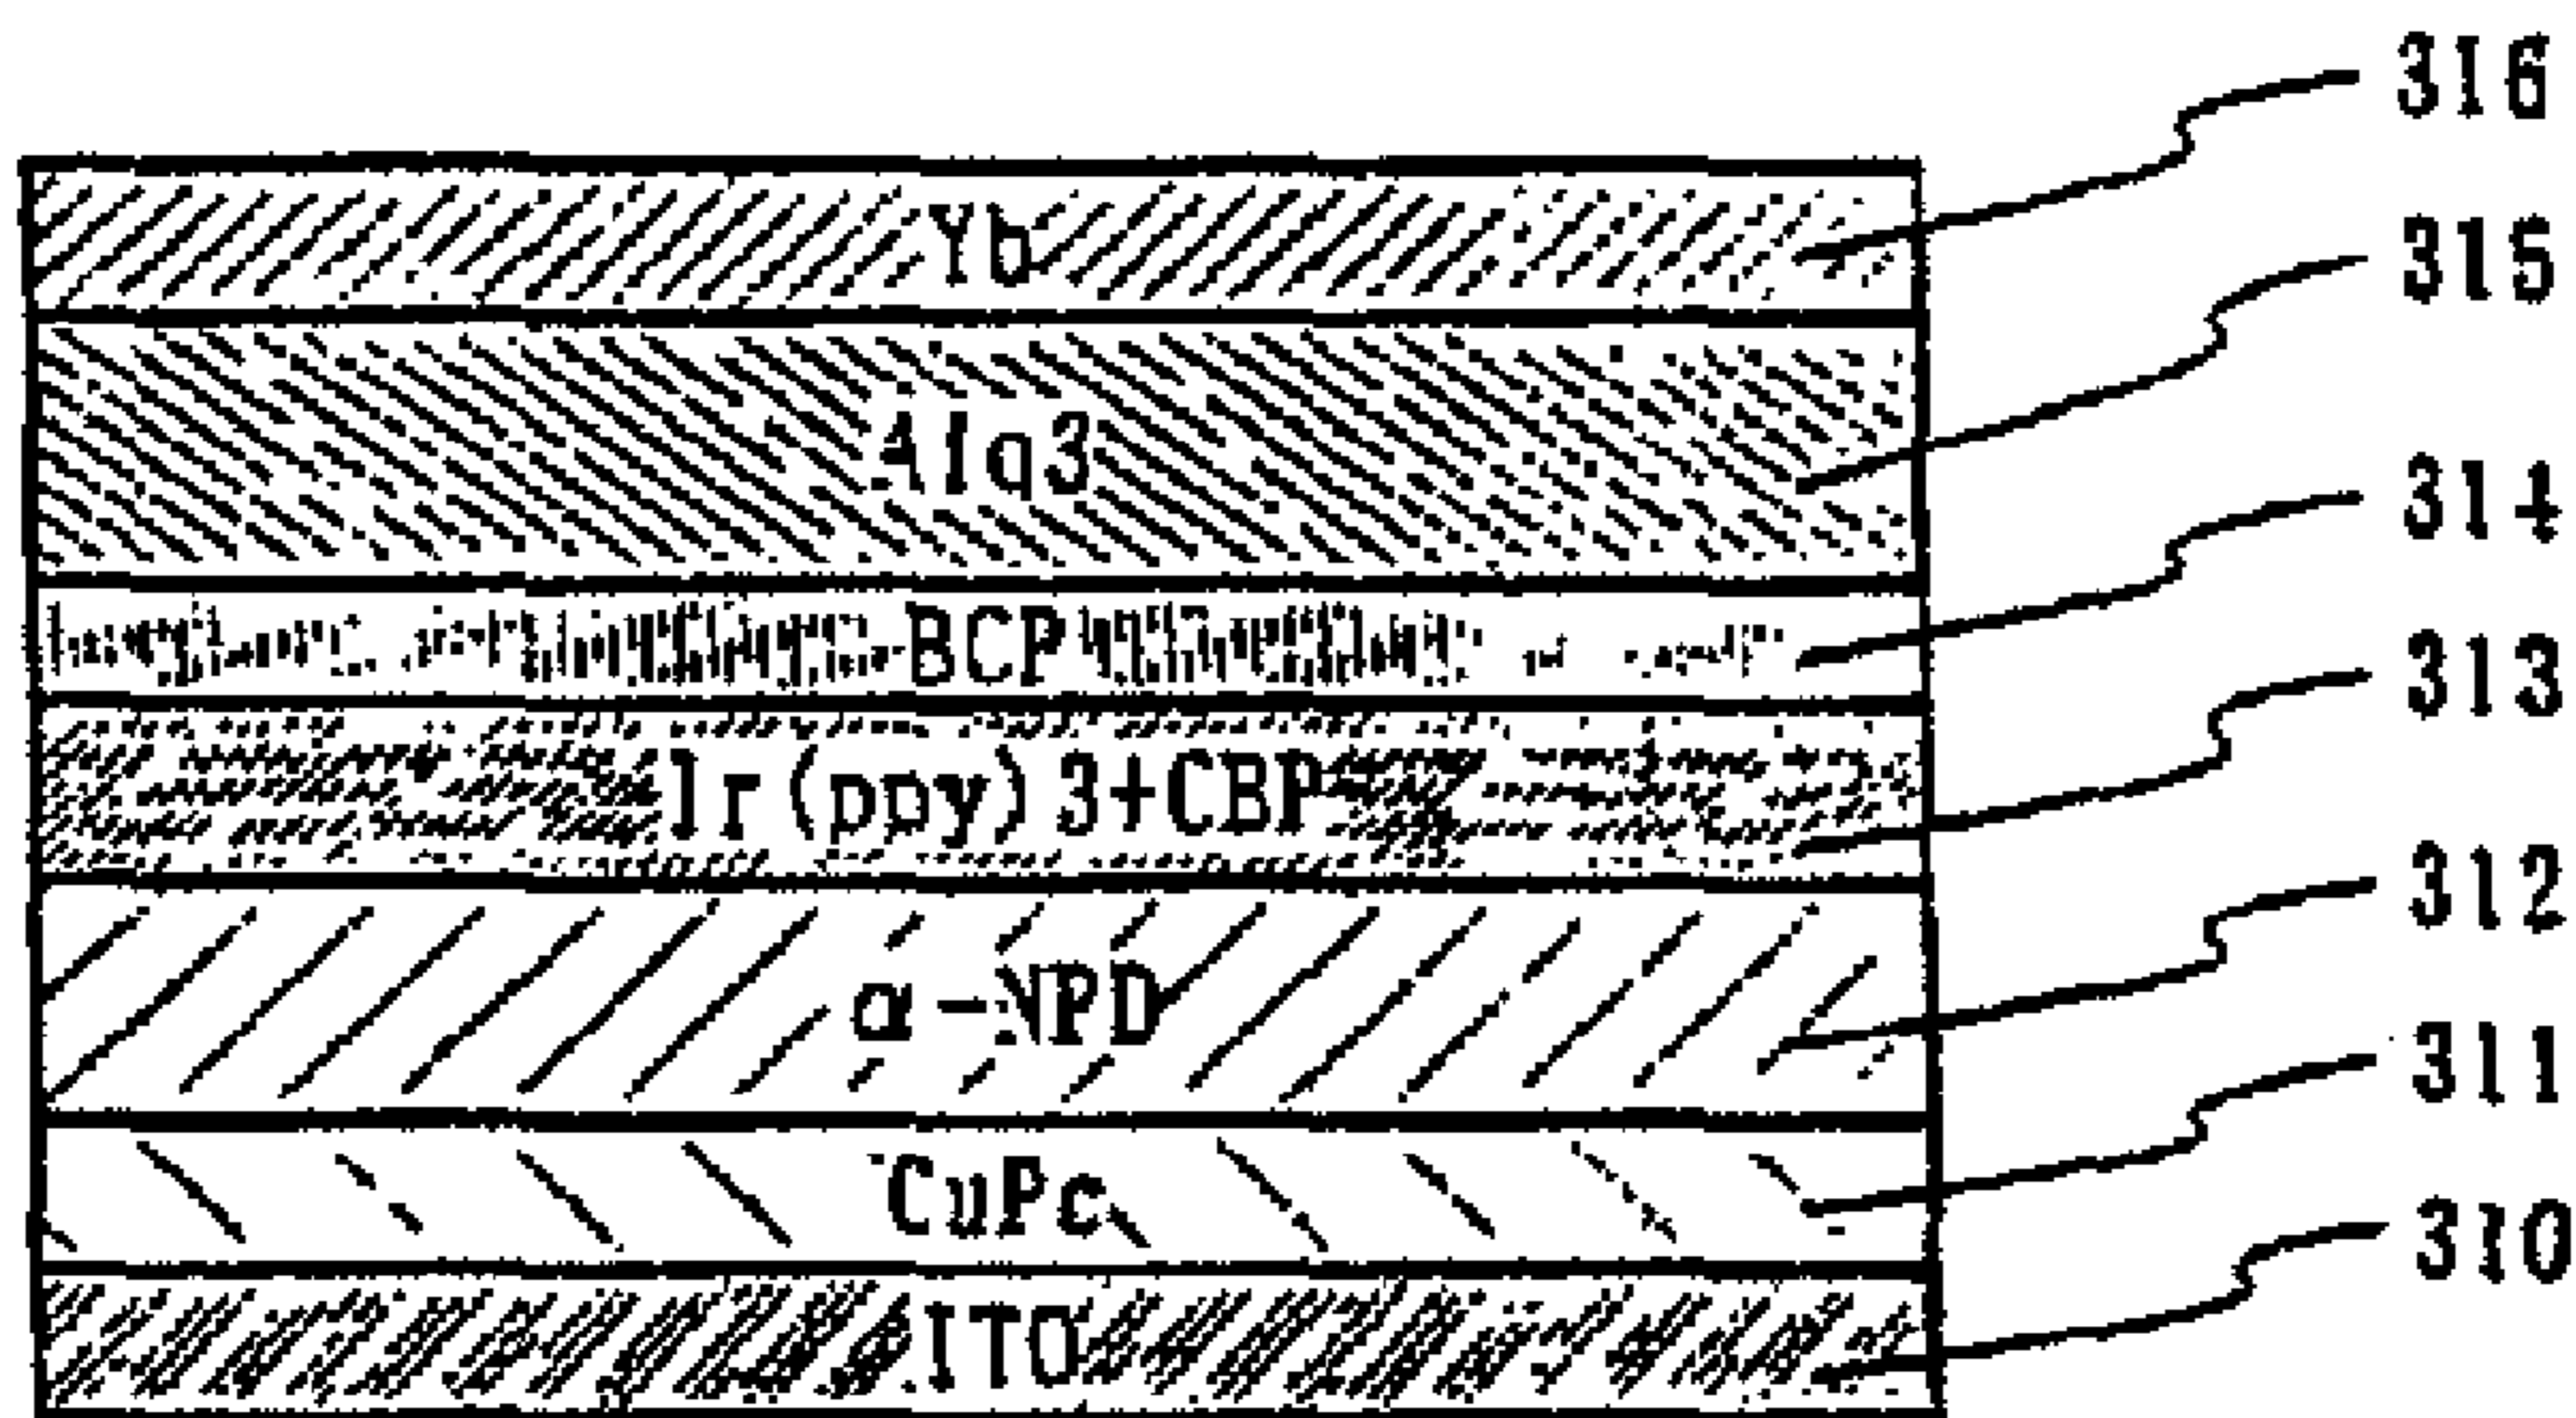 316
Yb
315
Alq3
314
BCP
313
Ir(ppy)3+CBP
312
α-NPD
311
CuPc
310
ITO